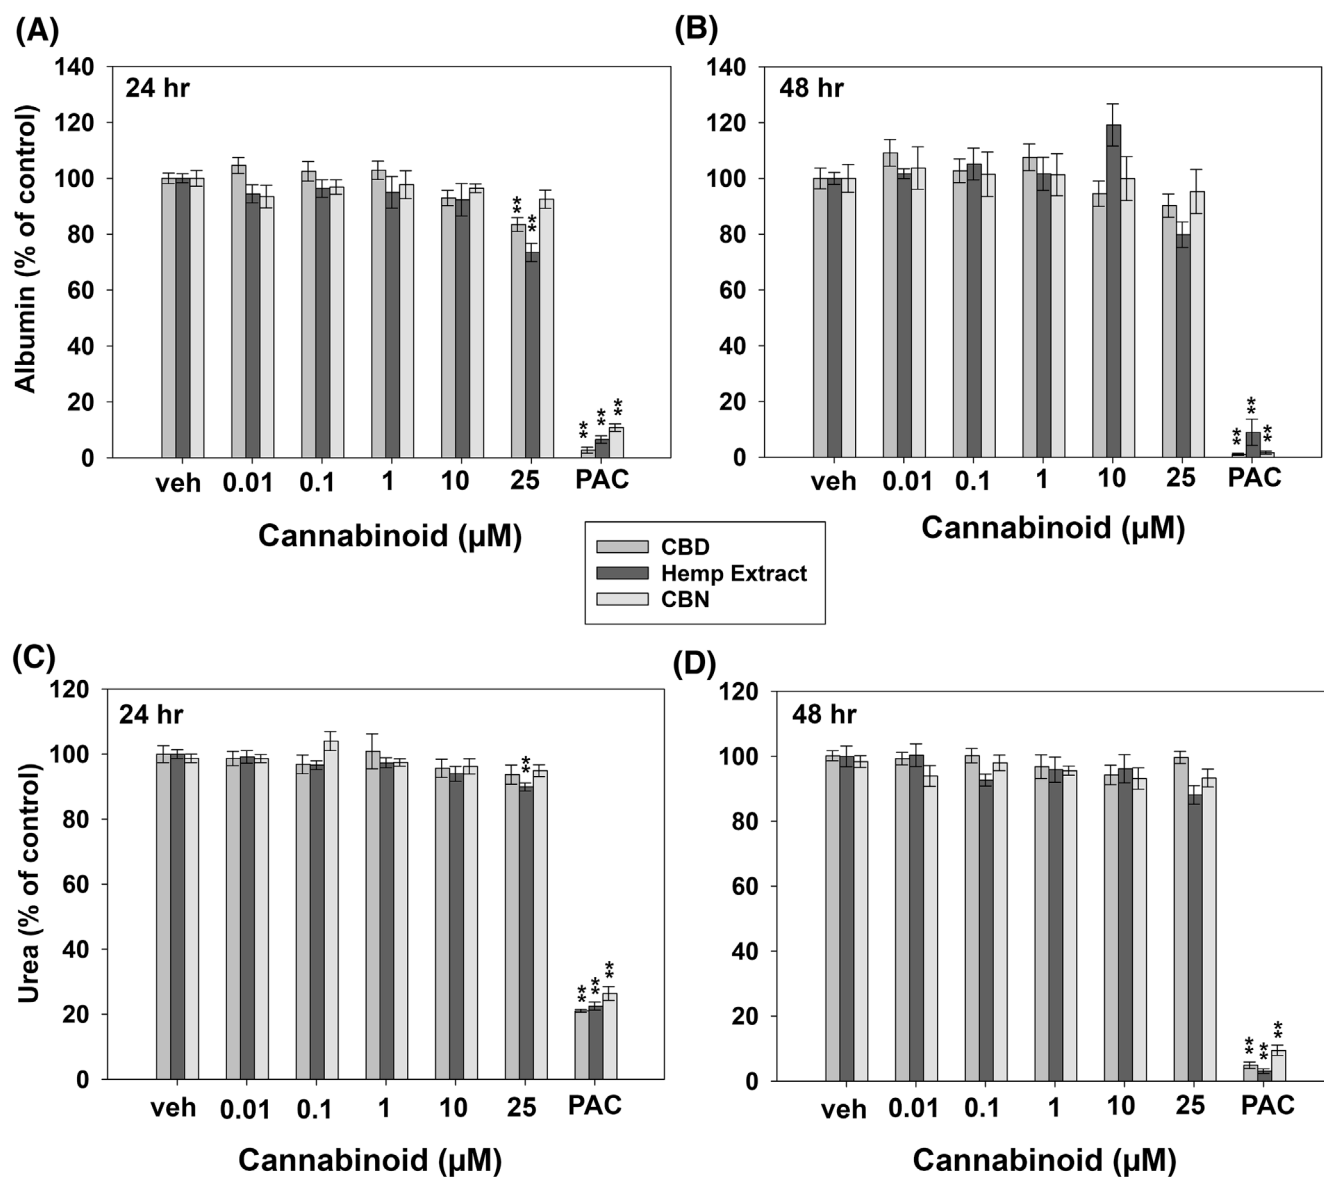 (A)
24 hr
Albumin (% of control)
140
120
100
80
60
40
20
0
** ** ** ** **
veh 0.01 0.1 1 10 25 PAC
Cannabinoid (µM)
(B)
48 hr
140
120
100
80
60
40
20
0
** ** **
veh 0.01 0.1 1 10 25 PAC
Cannabinoid (µM)
CBD
Hemp Extract
CBN
(C)
24 hr
Urea (% of control)
120
100
80
60
40
20
0
** ** ** **
veh 0.01 0.1 1 10 25 PAC
Cannabinoid (µM)
(D)
48 hr
120
100
80
60
40
20
0
** ** **
veh 0.01 0.1 1 10 25 PAC
Cannabinoid (µM)